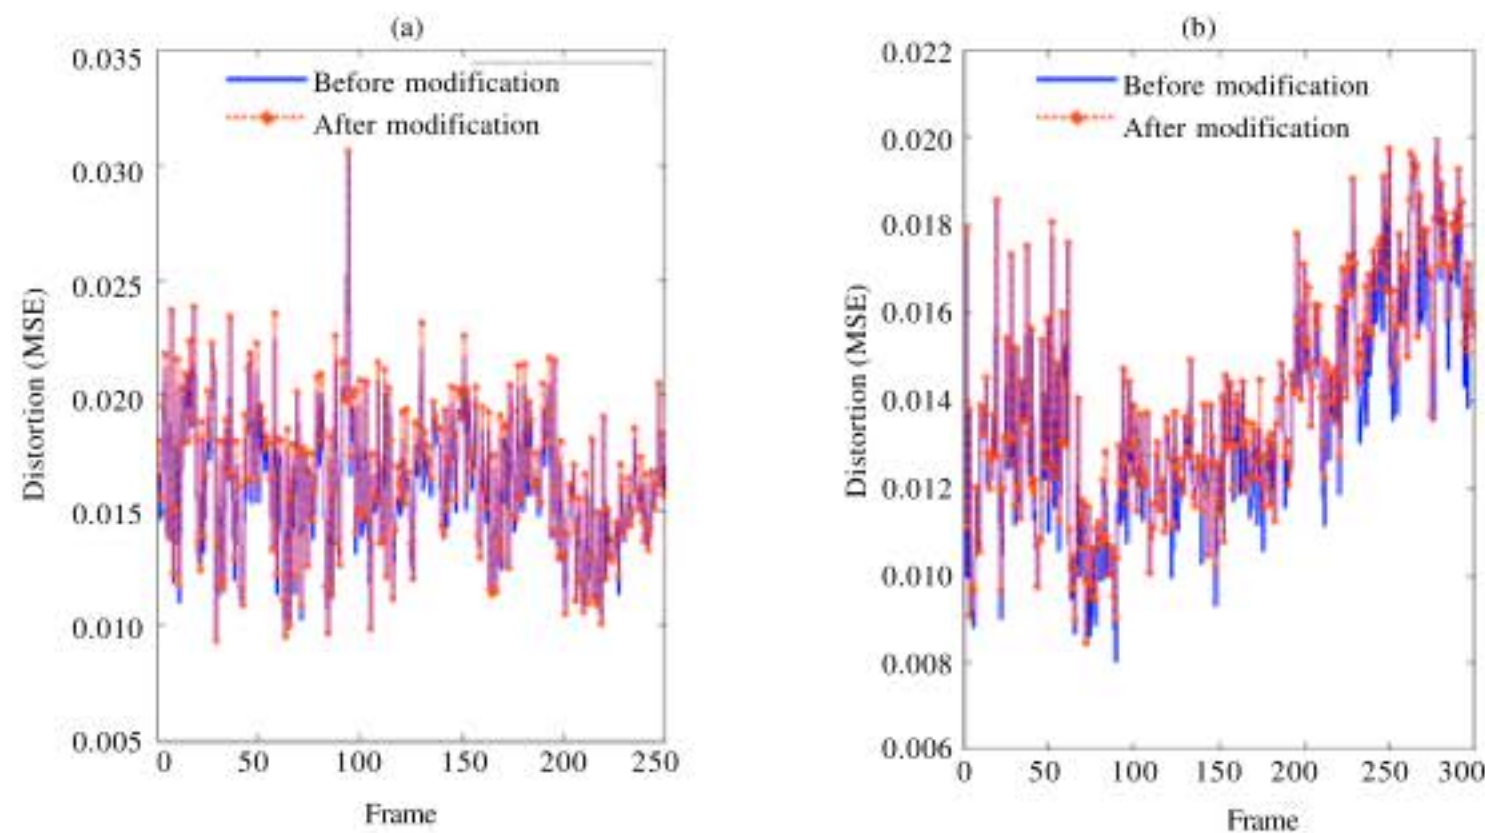 (a)
0.035
0.030
0.025
0.020
0.015
0.010
0.005
Distortion (MSE)
Before modification
After modification
0 50 100 150 200 250
Frame
(b)
0.022
0.020
0.018
0.016
0.014
0.012
0.010
0.008
0.006
Distortion (MSE)
Before modification
After modification
0 50 100 150 200 250 300
Frame